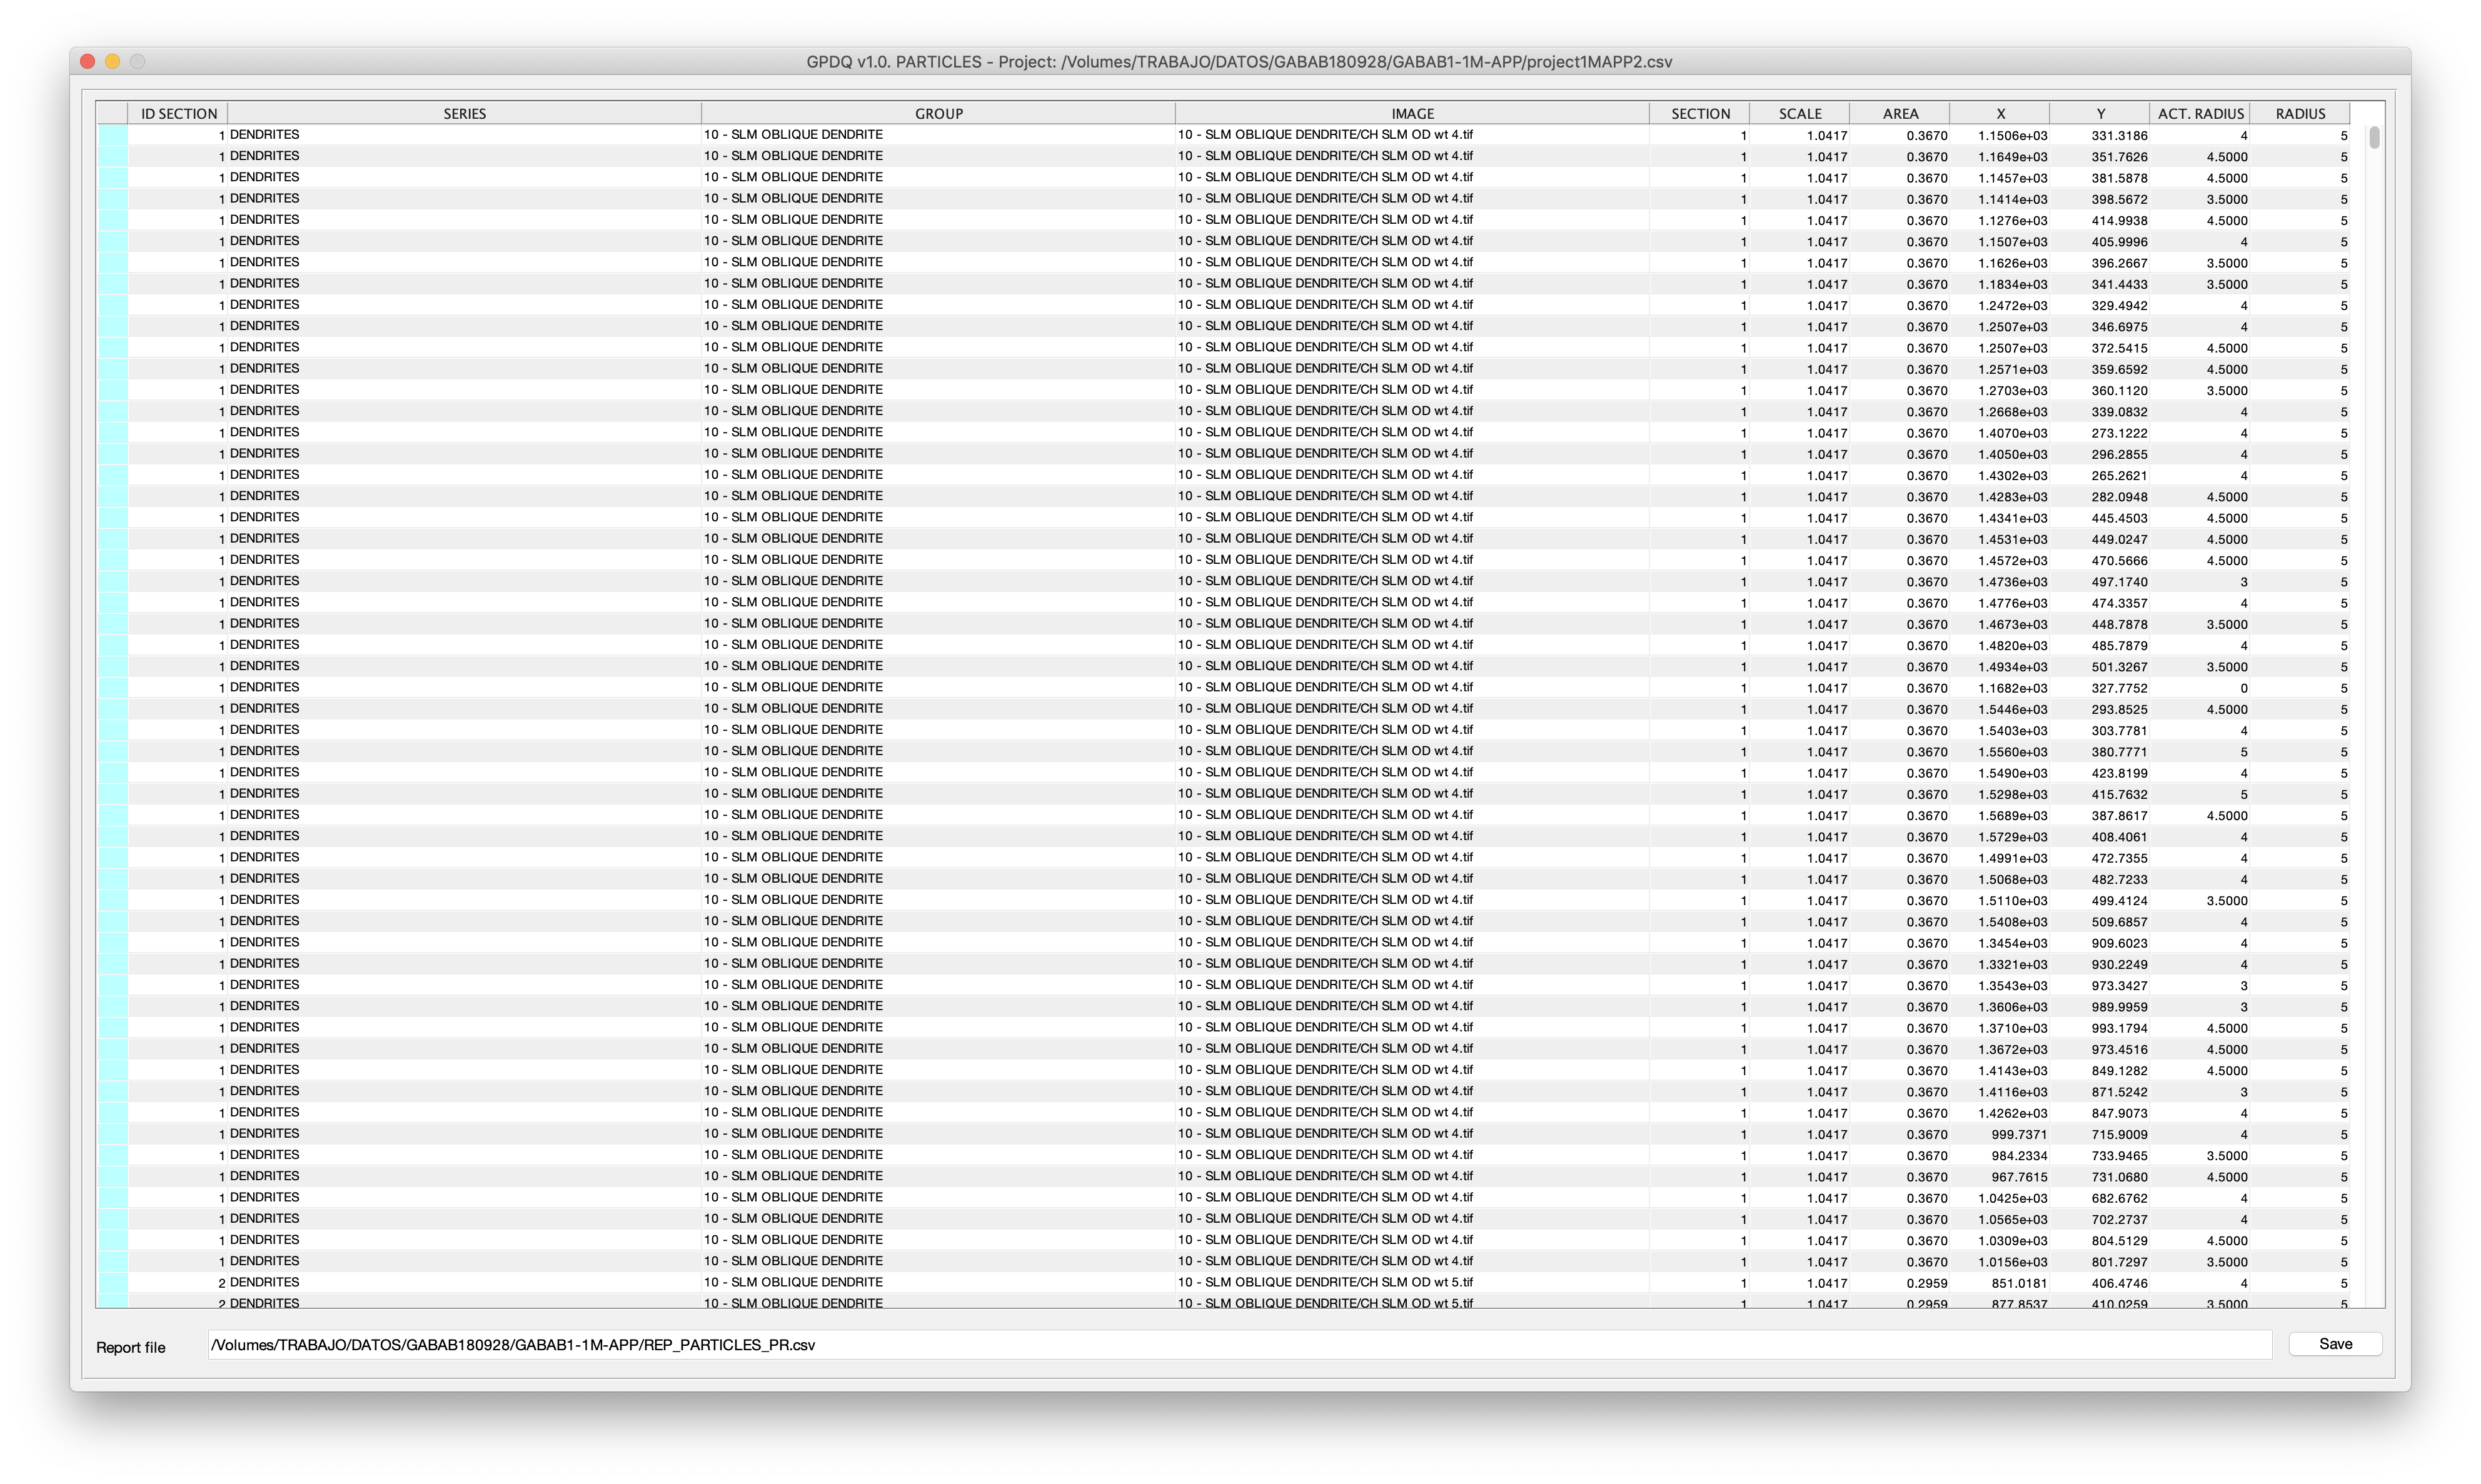 GPDQ v1.0. PARTICLES - Project: /Volumes/TRABAJO/DATOS/GABAB180928/GABAB1-1M-APP/project1MAPP2.csv
ID SECTION SERIES GROUP IMAGE SECTION SCALE AREA X Y ACT. RADIUS RADIUS
1 DENDRITES 10 - SLM OBLIQUE DENDRITE 10 - SLM OBLIQUE DENDRITE/CH SLM OD wt 4.tif 1 1.0417 0.3670 1.1506e+03 331.3186 4 5
1 DENDRITES 10 - SLM OBLIQUE DENDRITE 10 - SLM OBLIQUE DENDRITE/CH SLM OD wt 4.tif 1 1.0417 0.3670 1.1649e+03 351.7626 4.5000 5
1 DENDRITES 10 - SLM OBLIQUE DENDRITE 10 - SLM OBLIQUE DENDRITE/CH SLM OD wt 4.tif 1 1.0417 0.3670 1.1457e+03 381.5878 4.5000 5
1 DENDRITES 10 - SLM OBLIQUE DENDRITE 10 - SLM OBLIQUE DENDRITE/CH SLM OD wt 4.tif 1 1.0417 0.3670 1.1414e+03 398.5672 3.5000 5
1 DENDRITES 10 - SLM OBLIQUE DENDRITE 10 - SLM OBLIQUE DENDRITE/CH SLM OD wt 4.tif 1 1.0417 0.3670 1.1276e+03 414.9938 4.5000 5
1 DENDRITES 10 - SLM OBLIQUE DENDRITE 10 - SLM OBLIQUE DENDRITE/CH SLM OD wt 4.tif 1 1.0417 0.3670 1.1507e+03 405.9996 4 5
1 DENDRITES 10 - SLM OBLIQUE DENDRITE 10 - SLM OBLIQUE DENDRITE/CH SLM OD wt 4.tif 1 1.0417 0.3670 1.1626e+03 396.2667 3.5000 5
1 DENDRITES 10 - SLM OBLIQUE DENDRITE 10 - SLM OBLIQUE DENDRITE/CH SLM OD wt 4.tif 1 1.0417 0.3670 1.1834e+03 341.4433 3.5000 5
1 DENDRITES 10 - SLM OBLIQUE DENDRITE 10 - SLM OBLIQUE DENDRITE/CH SLM OD wt 4.tif 1 1.0417 0.3670 1.2472e+03 329.4942 4 5
1 DENDRITES 10 - SLM OBLIQUE DENDRITE 10 - SLM OBLIQUE DENDRITE/CH SLM OD wt 4.tif 1 1.0417 0.3670 1.2507e+03 346.6975 4 5
1 DENDRITES 10 - SLM OBLIQUE DENDRITE 10 - SLM OBLIQUE DENDRITE/CH SLM OD wt 4.tif 1 1.0417 0.3670 1.2507e+03 372.5415 4.5000 5
1 DENDRITES 10 - SLM OBLIQUE DENDRITE 10 - SLM OBLIQUE DENDRITE/CH SLM OD wt 4.tif 1 1.0417 0.3670 1.2571e+03 359.6592 4.5000 5
1 DENDRITES 10 - SLM OBLIQUE DENDRITE 10 - SLM OBLIQUE DENDRITE/CH SLM OD wt 4.tif 1 1.0417 0.3670 1.2703e+03 360.1120 3.5000 5
1 DENDRITES 10 - SLM OBLIQUE DENDRITE 10 - SLM OBLIQUE DENDRITE/CH SLM OD wt 4.tif 1 1.0417 0.3670 1.2668e+03 339.0832 4 5
1 DENDRITES 10 - SLM OBLIQUE DENDRITE 10 - SLM OBLIQUE DENDRITE/CH SLM OD wt 4.tif 1 1.0417 0.3670 1.4070e+03 273.1222 4 5
1 DENDRITES 10 - SLM OBLIQUE DENDRITE 10 - SLM OBLIQUE DENDRITE/CH SLM OD wt 4.tif 1 1.0417 0.3670 1.4050e+03 296.2855 4 5
1 DENDRITES 10 - SLM OBLIQUE DENDRITE 10 - SLM OBLIQUE DENDRITE/CH SLM OD wt 4.tif 1 1.0417 0.3670 1.4302e+03 265.2621 4 5
1 DENDRITES 10 - SLM OBLIQUE DENDRITE 10 - SLM OBLIQUE DENDRITE/CH SLM OD wt 4.tif 1 1.0417 0.3670 1.4283e+03 282.0948 4.5000 5
1 DENDRITES 10 - SLM OBLIQUE DENDRITE 10 - SLM OBLIQUE DENDRITE/CH SLM OD wt 4.tif 1 1.0417 0.3670 1.4341e+03 445.4503 4.5000 5
1 DENDRITES 10 - SLM OBLIQUE DENDRITE 10 - SLM OBLIQUE DENDRITE/CH SLM OD wt 4.tif 1 1.0417 0.3670 1.4531e+03 449.0247 4.5000 5
1 DENDRITES 10 - SLM OBLIQUE DENDRITE 10 - SLM OBLIQUE DENDRITE/CH SLM OD wt 4.tif 1 1.0417 0.3670 1.4572e+03 470.5666 4.5000 5
1 DENDRITES 10 - SLM OBLIQUE DENDRITE 10 - SLM OBLIQUE DENDRITE/CH SLM OD wt 4.tif 1 1.0417 0.3670 1.4736e+03 497.1740 3 5
1 DENDRITES 10 - SLM OBLIQUE DENDRITE 10 - SLM OBLIQUE DENDRITE/CH SLM OD wt 4.tif 1 1.0417 0.3670 1.4776e+03 474.3357 4 5
1 DENDRITES 10 - SLM OBLIQUE DENDRITE 10 - SLM OBLIQUE DENDRITE/CH SLM OD wt 4.tif 1 1.0417 0.3670 1.4673e+03 448.7878 3.5000 5
1 DENDRITES 10 - SLM OBLIQUE DENDRITE 10 - SLM OBLIQUE DENDRITE/CH SLM OD wt 4.tif 1 1.0417 0.3670 1.4820e+03 485.7879 4 5
1 DENDRITES 10 - SLM OBLIQUE DENDRITE 10 - SLM OBLIQUE DENDRITE/CH SLM OD wt 4.tif 1 1.0417 0.3670 1.4934e+03 501.3267 3.5000 5
1 DENDRITES 10 - SLM OBLIQUE DENDRITE 10 - SLM OBLIQUE DENDRITE/CH SLM OD wt 4.tif 1 1.0417 0.3670 1.1682e+03 327.7752 0 5
1 DENDRITES 10 - SLM OBLIQUE DENDRITE 10 - SLM OBLIQUE DENDRITE/CH SLM OD wt 4.tif 1 1.0417 0.3670 1.5446e+03 293.8525 4.5000 5
1 DENDRITES 10 - SLM OBLIQUE DENDRITE 10 - SLM OBLIQUE DENDRITE/CH SLM OD wt 4.tif 1 1.0417 0.3670 1.5403e+03 303.7781 4 5
1 DENDRITES 10 - SLM OBLIQUE DENDRITE 10 - SLM OBLIQUE DENDRITE/CH SLM OD wt 4.tif 1 1.0417 0.3670 1.5560e+03 380.7771 5 5
1 DENDRITES 10 - SLM OBLIQUE DENDRITE 10 - SLM OBLIQUE DENDRITE/CH SLM OD wt 4.tif 1 1.0417 0.3670 1.5490e+03 423.8199 4 5
1 DENDRITES 10 - SLM OBLIQUE DENDRITE 10 - SLM OBLIQUE DENDRITE/CH SLM OD wt 4.tif 1 1.0417 0.3670 1.5298e+03 415.7632 5 5
1 DENDRITES 10 - SLM OBLIQUE DENDRITE 10 - SLM OBLIQUE DENDRITE/CH SLM OD wt 4.tif 1 1.0417 0.3670 1.5689e+03 387.8617 4.5000 5
1 DENDRITES 10 - SLM OBLIQUE DENDRITE 10 - SLM OBLIQUE DENDRITE/CH SLM OD wt 4.tif 1 1.0417 0.3670 1.5729e+03 408.4061 4 5
1 DENDRITES 10 - SLM OBLIQUE DENDRITE 10 - SLM OBLIQUE DENDRITE/CH SLM OD wt 4.tif 1 1.0417 0.3670 1.4991e+03 472.7355 4 5
1 DENDRITES 10 - SLM OBLIQUE DENDRITE 10 - SLM OBLIQUE DENDRITE/CH SLM OD wt 4.tif 1 1.0417 0.3670 1.5068e+03 482.7233 4 5
1 DENDRITES 10 - SLM OBLIQUE DENDRITE 10 - SLM OBLIQUE DENDRITE/CH SLM OD wt 4.tif 1 1.0417 0.3670 1.5110e+03 499.4124 3.5000 5
1 DENDRITES 10 - SLM OBLIQUE DENDRITE 10 - SLM OBLIQUE DENDRITE/CH SLM OD wt 4.tif 1 1.0417 0.3670 1.5408e+03 509.6857 4 5
1 DENDRITES 10 - SLM OBLIQUE DENDRITE 10 - SLM OBLIQUE DENDRITE/CH SLM OD wt 4.tif 1 1.0417 0.3670 1.3454e+03 909.6023 4 5
1 DENDRITES 10 - SLM OBLIQUE DENDRITE 10 - SLM OBLIQUE DENDRITE/CH SLM OD wt 4.tif 1 1.0417 0.3670 1.3321e+03 930.2249 4 5
1 DENDRITES 10 - SLM OBLIQUE DENDRITE 10 - SLM OBLIQUE DENDRITE/CH SLM OD wt 4.tif 1 1.0417 0.3670 1.3543e+03 973.3427 3 5
1 DENDRITES 10 - SLM OBLIQUE DENDRITE 10 - SLM OBLIQUE DENDRITE/CH SLM OD wt 4.tif 1 1.0417 0.3670 1.3606e+03 989.9959 3 5
1 DENDRITES 10 - SLM OBLIQUE DENDRITE 10 - SLM OBLIQUE DENDRITE/CH SLM OD wt 4.tif 1 1.0417 0.3670 1.3710e+03 993.1794 4.5000 5
1 DENDRITES 10 - SLM OBLIQUE DENDRITE 10 - SLM OBLIQUE DENDRITE/CH SLM OD wt 4.tif 1 1.0417 0.3670 1.3672e+03 973.4516 4.5000 5
1 DENDRITES 10 - SLM OBLIQUE DENDRITE 10 - SLM OBLIQUE DENDRITE/CH SLM OD wt 4.tif 1 1.0417 0.3670 1.4143e+03 849.1282 4.5000 5
1 DENDRITES 10 - SLM OBLIQUE DENDRITE 10 - SLM OBLIQUE DENDRITE/CH SLM OD wt 4.tif 1 1.0417 0.3670 1.4116e+03 871.5242 3 5
1 DENDRITES 10 - SLM OBLIQUE DENDRITE 10 - SLM OBLIQUE DENDRITE/CH SLM OD wt 4.tif 1 1.0417 0.3670 1.4262e+03 847.9073 4 5
1 DENDRITES 10 - SLM OBLIQUE DENDRITE 10 - SLM OBLIQUE DENDRITE/CH SLM OD wt 4.tif 1 1.0417 0.3670 999.7371 715.9009 4 5
1 DENDRITES 10 - SLM OBLIQUE DENDRITE 10 - SLM OBLIQUE DENDRITE/CH SLM OD wt 4.tif 1 1.0417 0.3670 984.2334 733.9465 3.5000 5
1 DENDRITES 10 - SLM OBLIQUE DENDRITE 10 - SLM OBLIQUE DENDRITE/CH SLM OD wt 4.tif 1 1.0417 0.3670 967.7615 731.0680 4.5000 5
1 DENDRITES 10 - SLM OBLIQUE DENDRITE 10 - SLM OBLIQUE DENDRITE/CH SLM OD wt 4.tif 1 1.0417 0.3670 1.0425e+03 682.6762 4 5
1 DENDRITES 10 - SLM OBLIQUE DENDRITE 10 - SLM OBLIQUE DENDRITE/CH SLM OD wt 4.tif 1 1.0417 0.3670 1.0565e+03 702.2737 4 5
1 DENDRITES 10 - SLM OBLIQUE DENDRITE 10 - SLM OBLIQUE DENDRITE/CH SLM OD wt 4.tif 1 1.0417 0.3670 1.0309e+03 804.5129 4.5000 5
1 DENDRITES 10 - SLM OBLIQUE DENDRITE 10 - SLM OBLIQUE DENDRITE/CH SLM OD wt 4.tif 1 1.0417 0.3670 1.0156e+03 801.7297 3.5000 5
2 DENDRITES 10 - SLM OBLIQUE DENDRITE 10 - SLM OBLIQUE DENDRITE/CH SLM OD wt 5.tif 1 1.0417 0.2959 851.0181 406.4746 4 5
2 DENDRITES 10 - SLM OBLIQUE DENDRITE 10 - SLM OBLIQUE DENDRITE/CH SLM OD wt 5.tif 1 1.0417 0.2959 877.8537 410.0259 3.5000 5
Report file /Volumes/TRABAJO/DATOS/GABAB180928/GABAB1-1M-APP/REP_PARTICLES_PR.csv Save